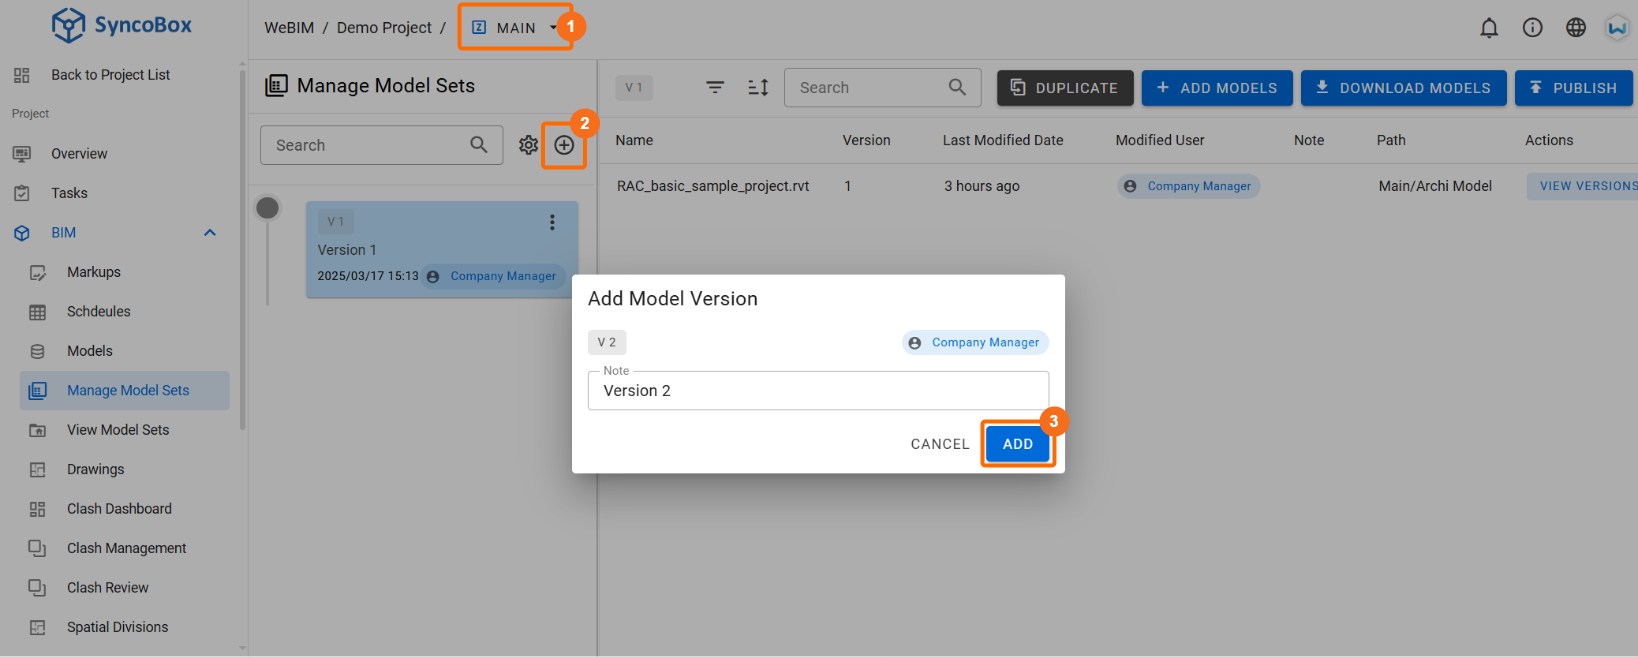 SyncoBox
WeBIM / Demo Project / MAIN 1
Back to Project List
Project
Overview
Tasks
BIM
Markups
Schdeules
Models
Manage Model Sets
View Model Sets
Drawings
Clash Dashboard
Clash Management
Clash Review
Spatial Divisions
Manage Model Sets
Search
2
V 1
Version 1
2025/03/17 15:13 Company Manager
V 1 Search DUPLICATE + ADD MODELS DOWNLOAD MODELS PUBLISH
Name Version Last Modified Date Modified User Note Path Actions
RAC_basic_sample_project.rvt 1 3 hours ago Company Manager Main/Archi Model VIEW VERSIONS
Add Model Version
V 2 Company Manager
Note
Version 2
CANCEL ADD 3